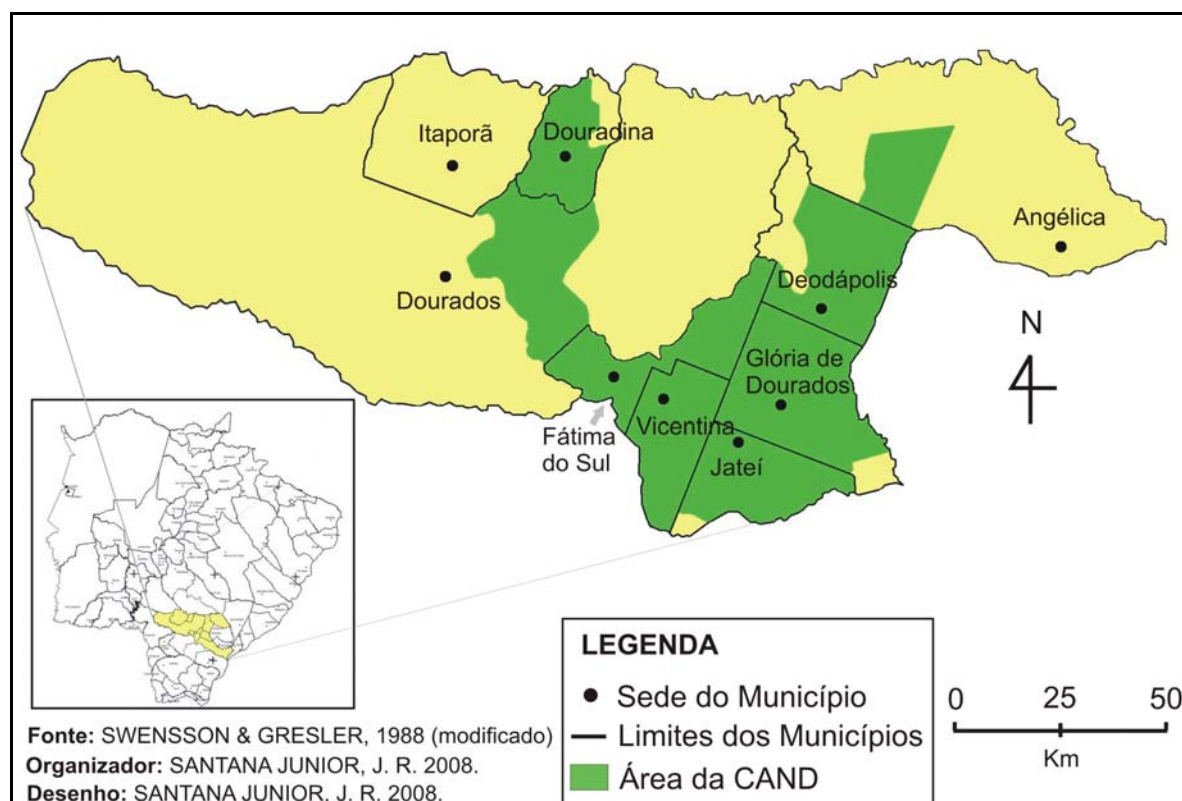 Itaporã
Douradina
Angélica
Dourados
Deodápolis
N
Glória de
Dourados
Vicentina
Fátima
do Sul
Jateí
LEGENDA
Sede do Município
Limites dos Municípios
Área da CAND
0 25 50
Km
Fonte: SWENSSON & GRESLER, 1988 (modificado)
Organizador: SANTANA JUNIOR, J. R. 2008.
Desenho: SANTANA JUNIOR, J. R. 2008.